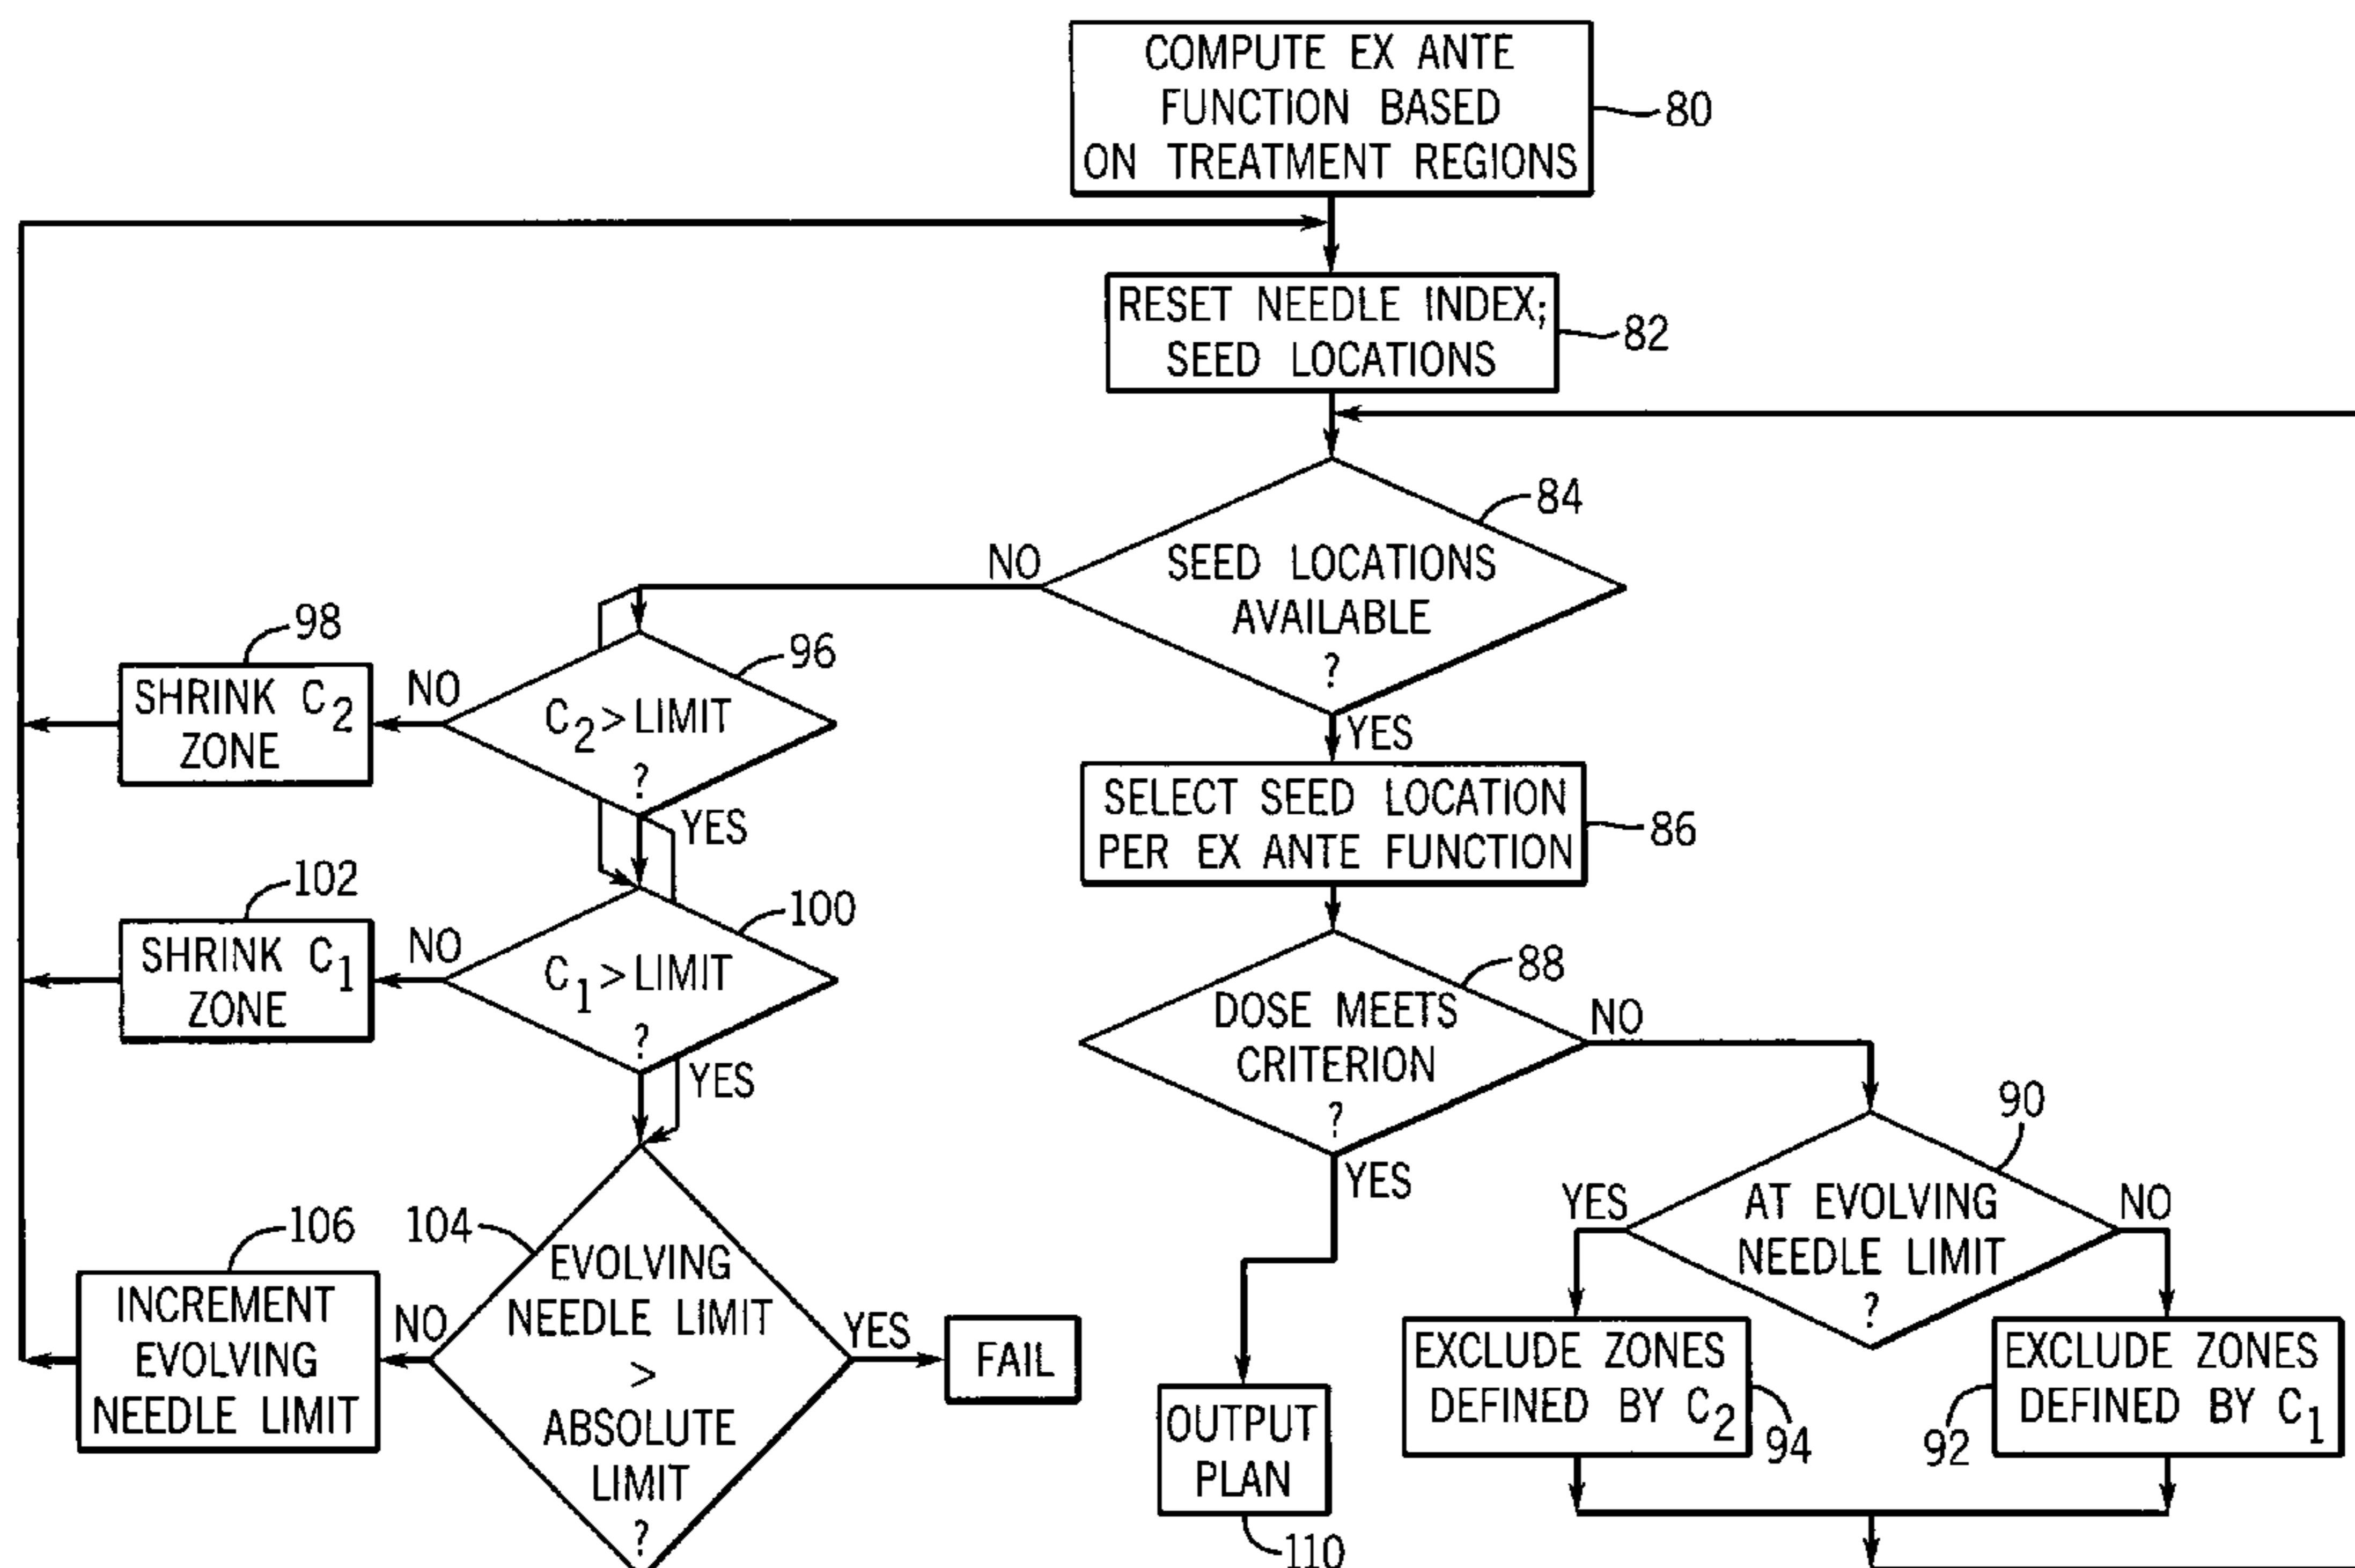 COMPUTE EX ANTE
FUNCTION BASED
ON TREATMENT REGIONS
80
RESET NEEDLE INDEX;
SEED LOCATIONS
82
84
SEED LOCATIONS
AVAILABLE
?
NO
YES
98
SHRINK C2
ZONE
NO
96
C2>LIMIT
?
YES
SELECT SEED LOCATION
PER EX ANTE FUNCTION
86
102
SHRINK C1
ZONE
NO
100
C1>LIMIT
?
YES
88
DOSE MEETS
CRITERION
?
NO
YES
106
INCREMENT
EVOLVING
NEEDLE LIMIT
NO
104
EVOLVING
NEEDLE LIMIT
>
ABSOLUTE
LIMIT
?
YES
FAIL
OUTPUT
PLAN
110
90
YES
AT EVOLVING
NEEDLE LIMIT
?
NO
EXCLUDE ZONES
DEFINED BY C2
94
EXCLUDE ZONES
DEFINED BY C1
92